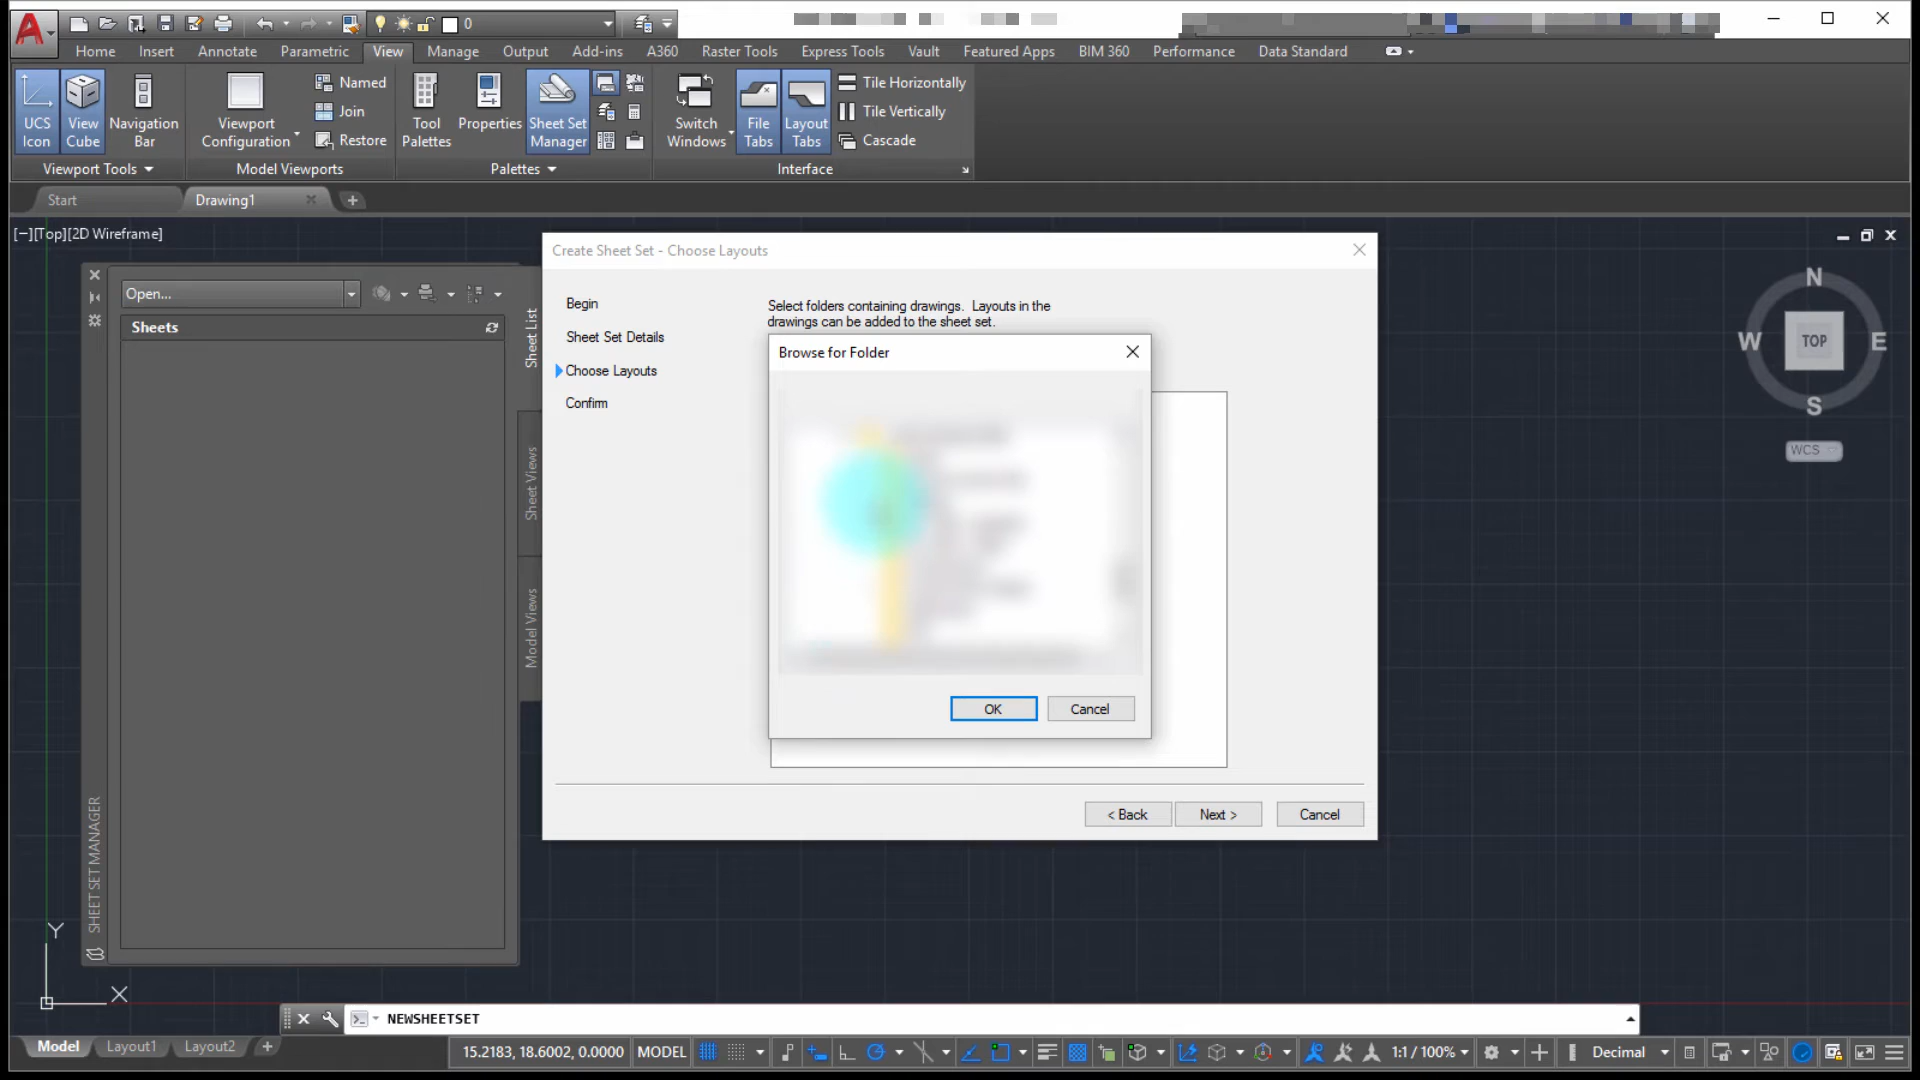 0
Home Insert Annotate Parametric View Manage Output Add-ins A360 Raster Tools Express Tools Vault Featured Apps BIM 360 Performance Data Standard
UCS Icon
View Cube
Navigation Bar
Viewport Configuration
Named
Join
Restore
Tool Palettes
Properties
Sheet Set Manager
Switch Windows
File Tabs
Layout Tabs
Tile Horizontally
Tile Vertically
Cascade
Viewport Tools Model Viewports Palettes Interface
Start Drawing1
[−][Top][2D Wireframe]
Open...
Sheets
Sheet List
Sheet Views
Model Views
SHEET SET MANAGER
Create Sheet Set - Choose Layouts
Begin
Sheet Set Details
Choose Layouts
Confirm
Select folders containing drawings. Layouts in the
drawings can be added to the sheet set.
Browse for Folder
OK Cancel
< Back Next > Cancel
N
W TOP E
S
WCS
Y
X
NEWSHEETSET
Model Layout1 Layout2
15.2183, 18.6002, 0.0000 MODEL 1:1 / 100% Decimal